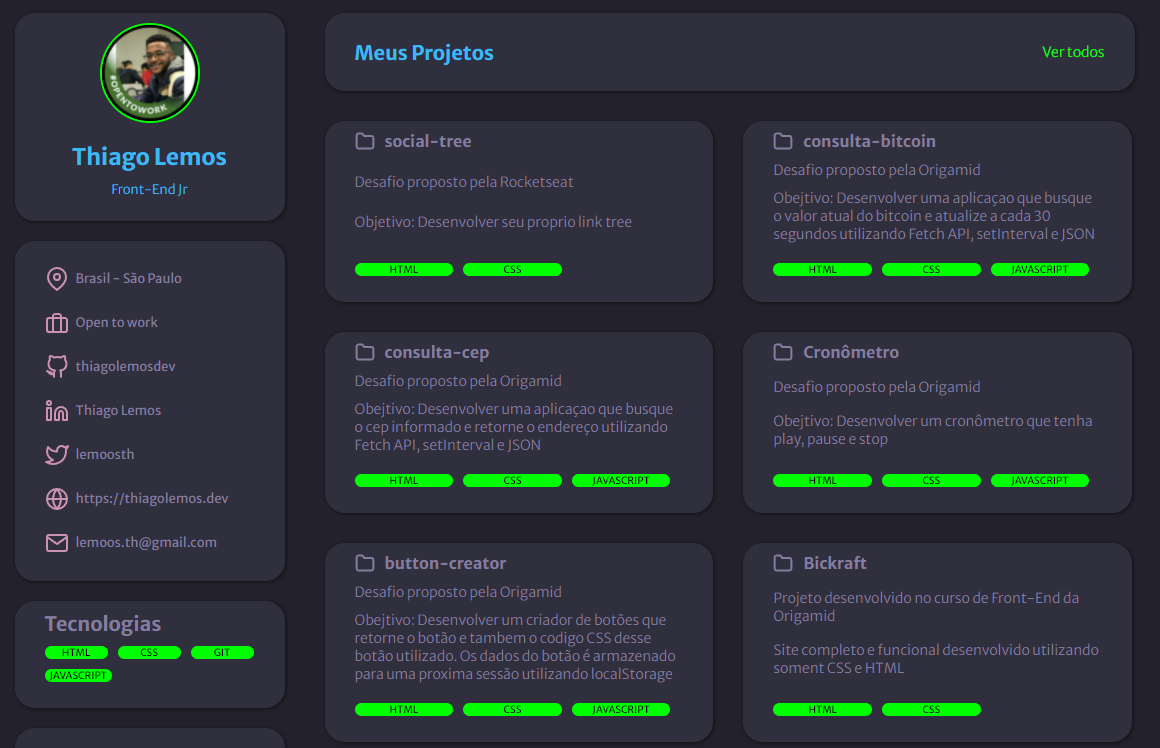 #OPENTOWORK
Thiago Lemos
Front-End Jr
Brasil - São Paulo
Open to work
thiagolemosdev
Thiago Lemos
lemoosth
https://thiagolemos.dev
lemoos.th@gmail.com
Tecnologias
HTML CSS GIT
JAVASCRIPT
Meus Projetos Ver todos
social-tree
Desafio proposto pela Rocketseat
Objetivo: Desenvolver seu proprio link tree
HTML CSS
consulta-bitcoin
Desafio proposto pela Origamid
Obejtivo: Desenvolver uma aplicaçao que busque
o valor atual do bitcoin e atualize a cada 30
segundos utilizando Fetch API, setInterval e JSON
HTML CSS JAVASCRIPT
consulta-cep
Desafio proposto pela Origamid
Obejtivo: Desenvolver uma aplicaçao que busque
o cep informado e retorne o endereço utilizando
Fetch API, setInterval e JSON
HTML CSS JAVASCRIPT
Cronômetro
Desafio proposto pela Origamid
Obejtivo: Desenvolver um cronômetro que tenha
play, pause e stop
HTML CSS JAVASCRIPT
button-creator
Desafio proposto pela Origamid
Obejtivo: Desenvolver um criador de botões que
retorne o botão e tambem o codigo CSS desse
botão utilizado. Os dados do botão é armazenado
para uma proxima sessão utilizando localStorage
HTML CSS JAVASCRIPT
Bickraft
Projeto desenvolvido no curso de Front-End da
Origamid
Site completo e funcional desenvolvido utilizando
soment CSS e HTML
HTML CSS